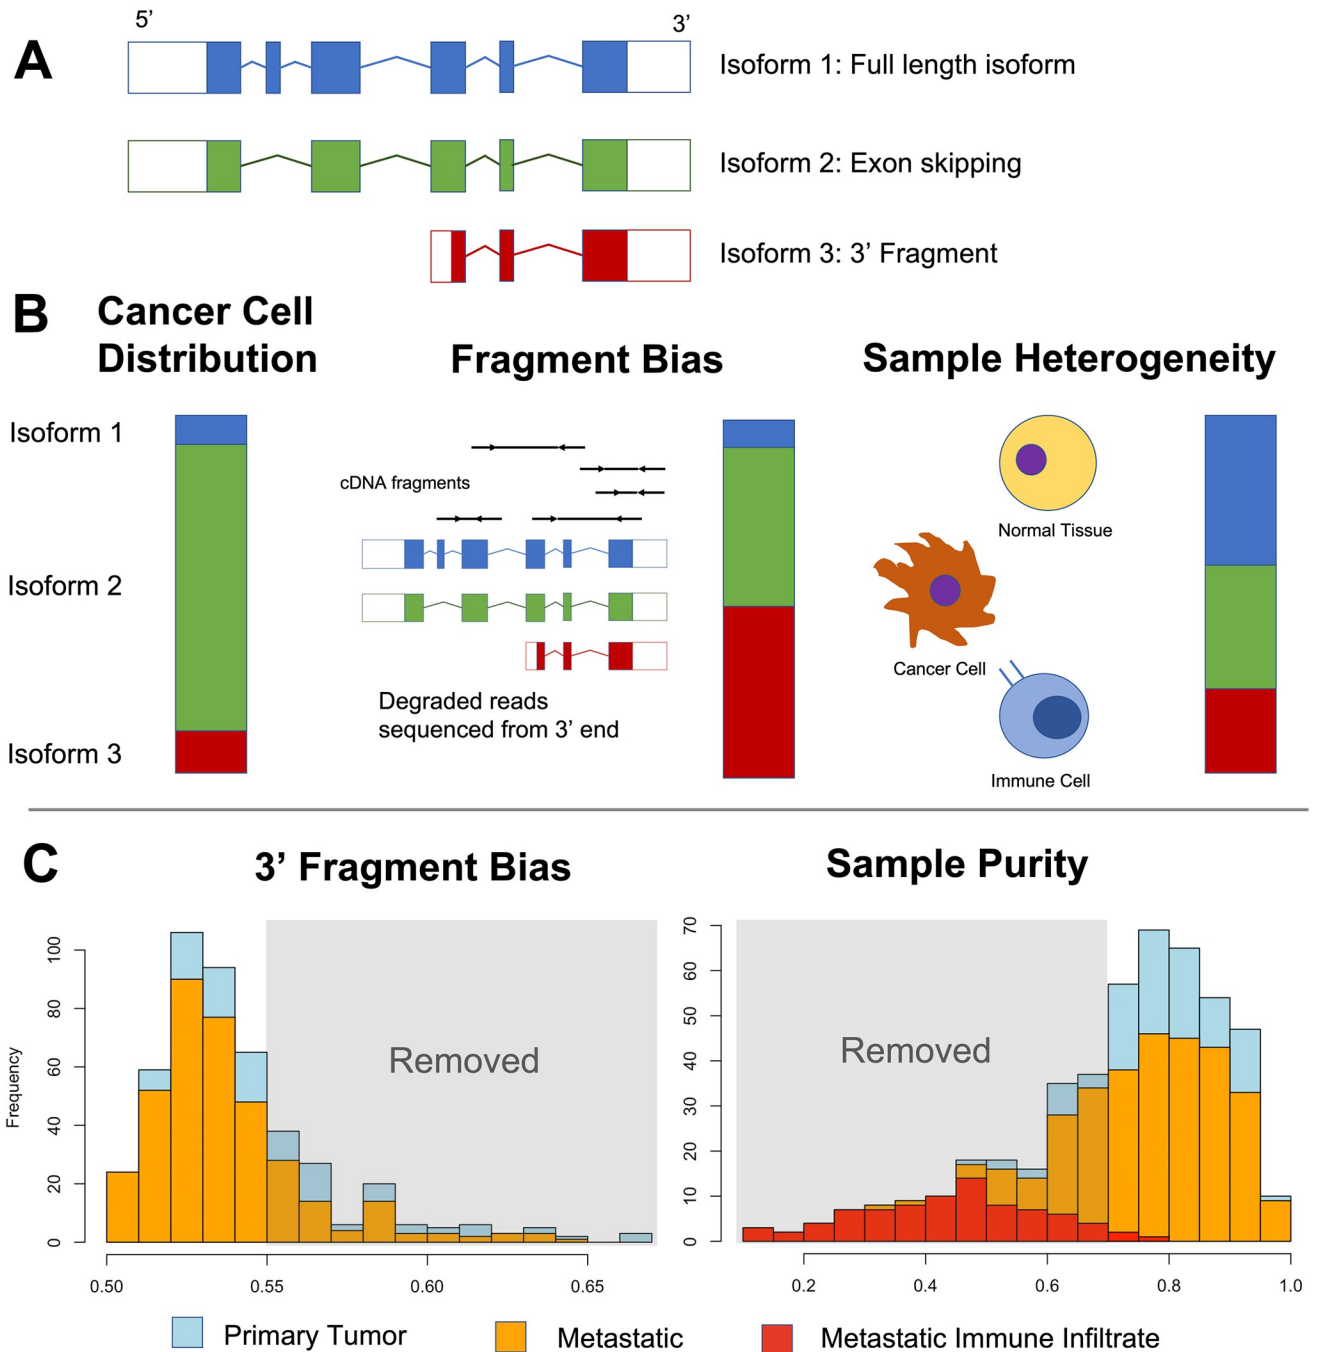 A
5’
3’
Isoform 1: Full length isoform
Isoform 2: Exon skipping
Isoform 3: 3’ Fragment
B
Cancer Cell
Distribution
Fragment Bias
Sample Heterogeneity
Isoform 1
Isoform 2
Isoform 3
cDNA fragments
Degraded reads
sequenced from 3’ end
Normal Tissue
Cancer Cell
Immune Cell
C
3’ Fragment Bias
Sample Purity
Frequency
100
80
60
40
20
0
Removed
0.50
0.55
0.60
0.65
70
60
50
40
30
20
10
0
Removed
0.2
0.4
0.6
0.8
1.0
Primary Tumor
Metastatic
Metastatic Immune Infiltrate